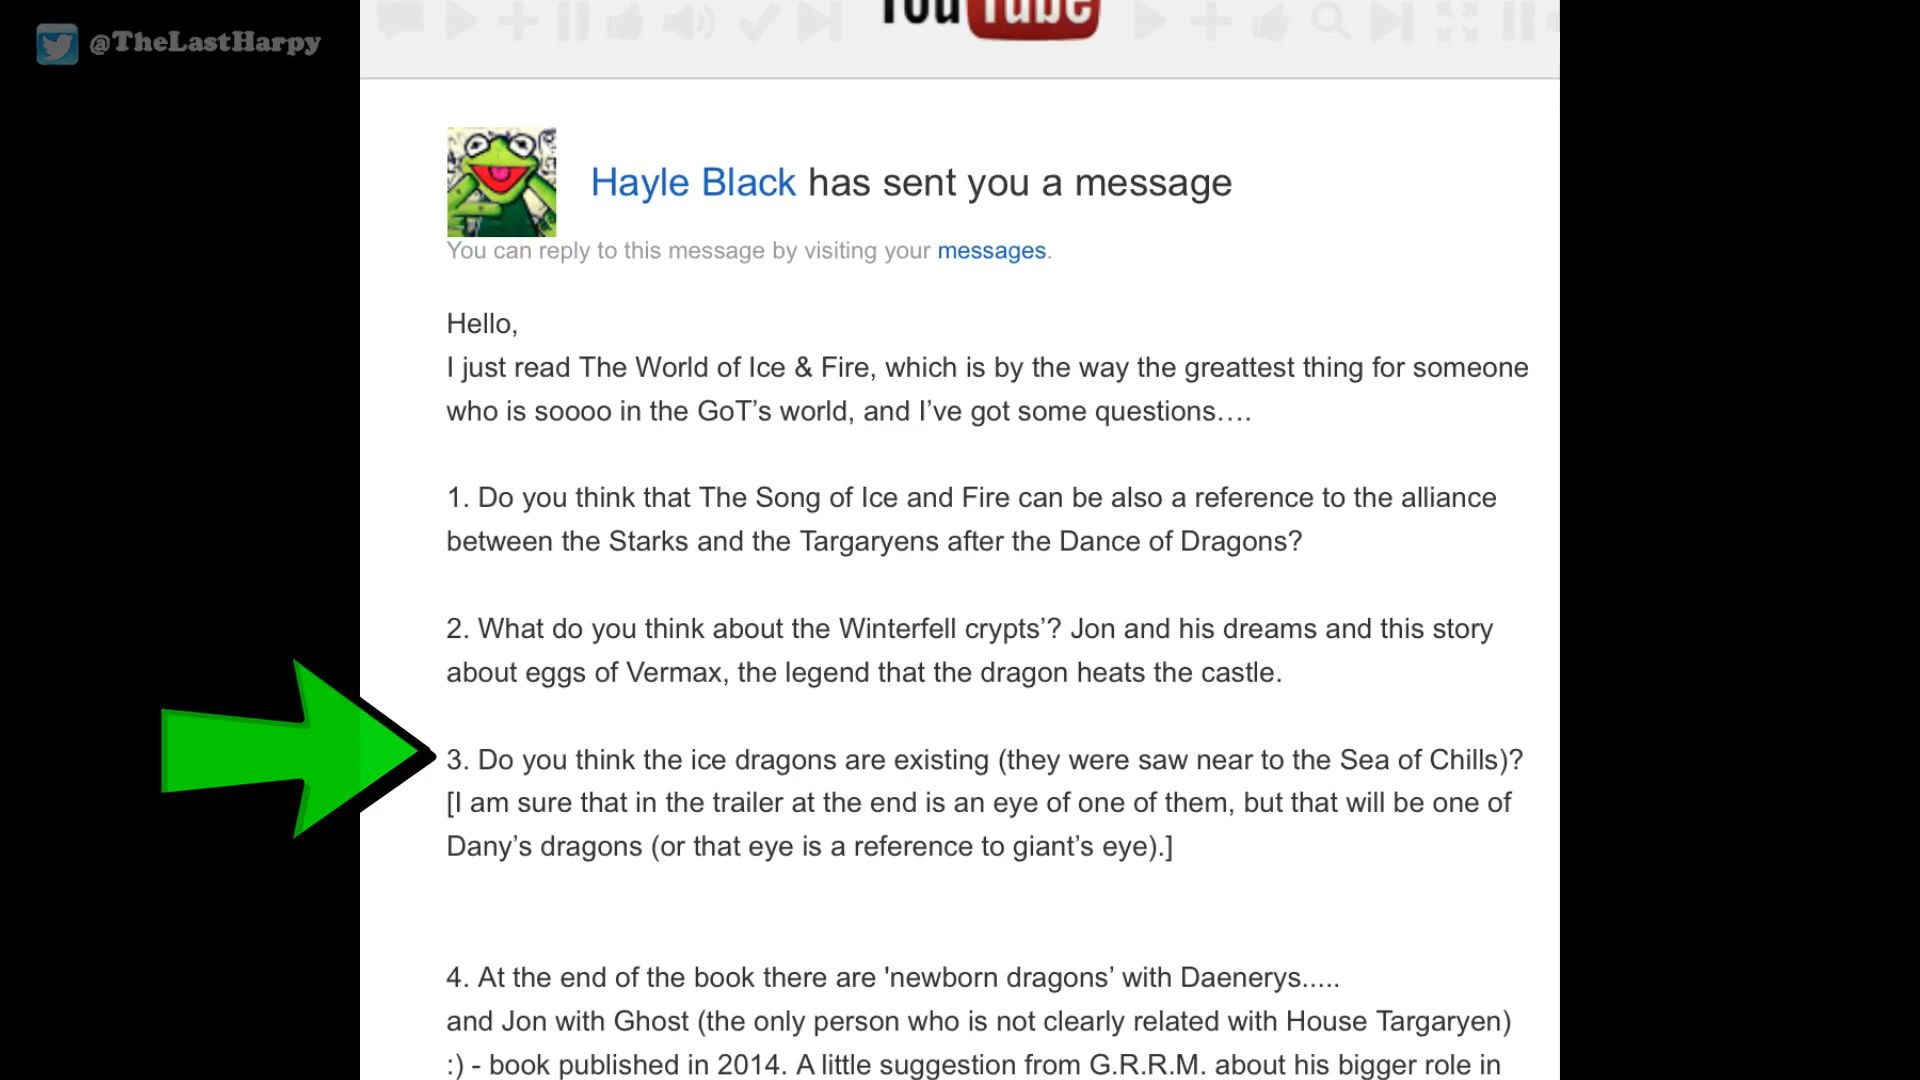 @TheLastHarpy
YouTube
Hayle Black has sent you a message
You can reply to this message by visiting your messages.
Hello,
I just read The World of Ice & Fire, which is by the way the greattest thing for someone
who is soooo in the GoT’s world, and I’ve got some questions….
1. Do you think that The Song of Ice and Fire can be also a reference to the alliance
between the Starks and the Targaryens after the Dance of Dragons?
2. What do you think about the Winterfell crypts’? Jon and his dreams and this story
about eggs of Vermax, the legend that the dragon heats the castle.
3. Do you think the ice dragons are existing (they were saw near to the Sea of Chills)?
[I am sure that in the trailer at the end is an eye of one of them, but that will be one of
Dany’s dragons (or that eye is a reference to giant’s eye).]
4. At the end of the book there are 'newborn dragons’ with Daenerys.....
and Jon with Ghost (the only person who is not clearly related with House Targaryen)
:) - book published in 2014. A little suggestion from G.R.R.M. about his bigger role in